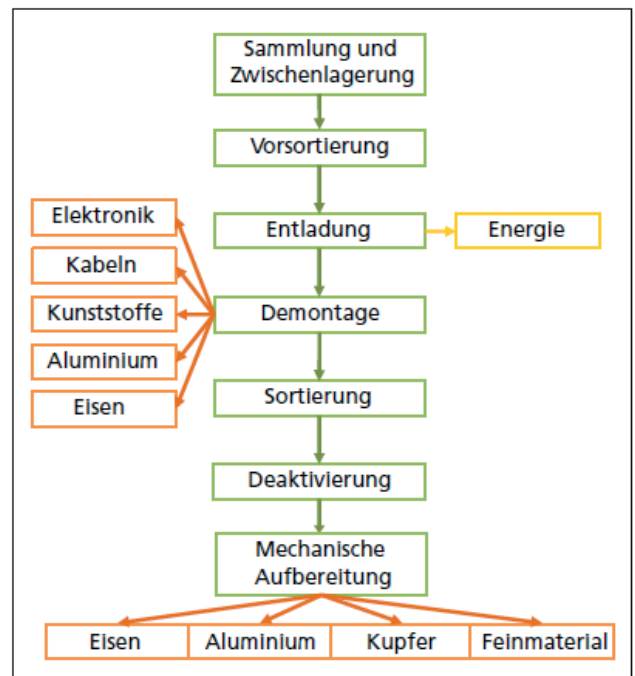 Sammlung und
Zwischenlagerung
Vorsortierung
Entladung
Energie
Elektronik
Kabeln
Kunststoffe
Aluminium
Eisen
Demontage
Sortierung
Deaktivierung
Mechanische
Aufbereitung
Eisen
Aluminium
Kupfer
Feinmaterial